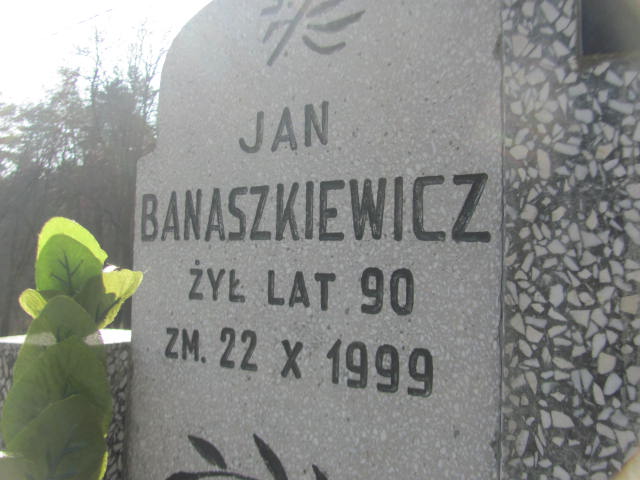 JAN
BANASZKIEWICZ
ŻYŁ LAT 90
ZM. 22 X 1999